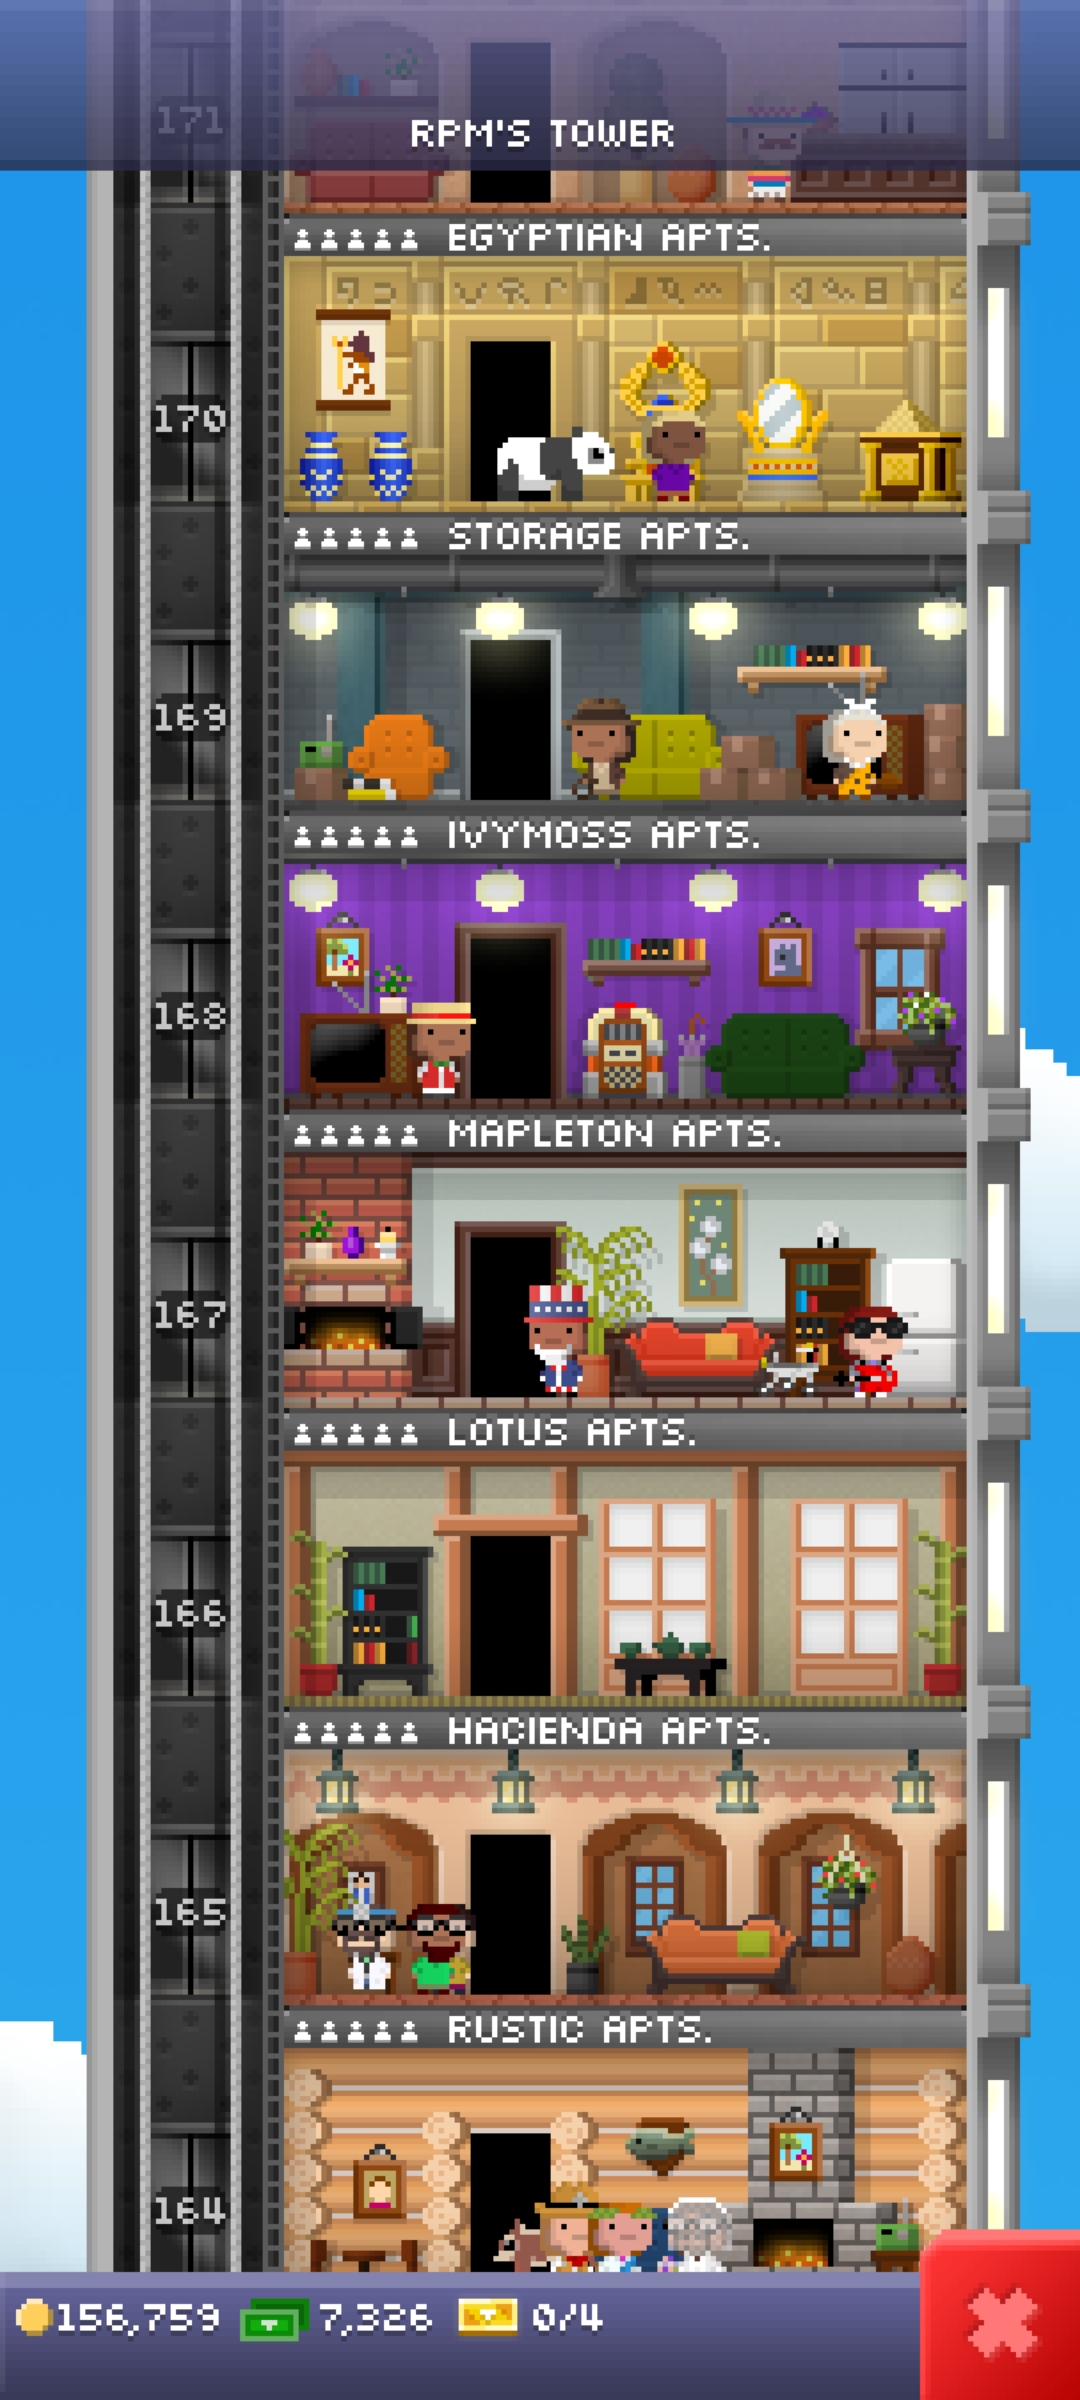 171
RPM'S TOWER
EGYPTIAN APTS.
170
STORAGE APTS.
169
IVYMOSS APTS.
168
MAPLETON APTS.
167
LOTUS APTS.
166
HACIENDA APTS.
165
RUSTIC APTS.
164
156,759 7,326 0/4